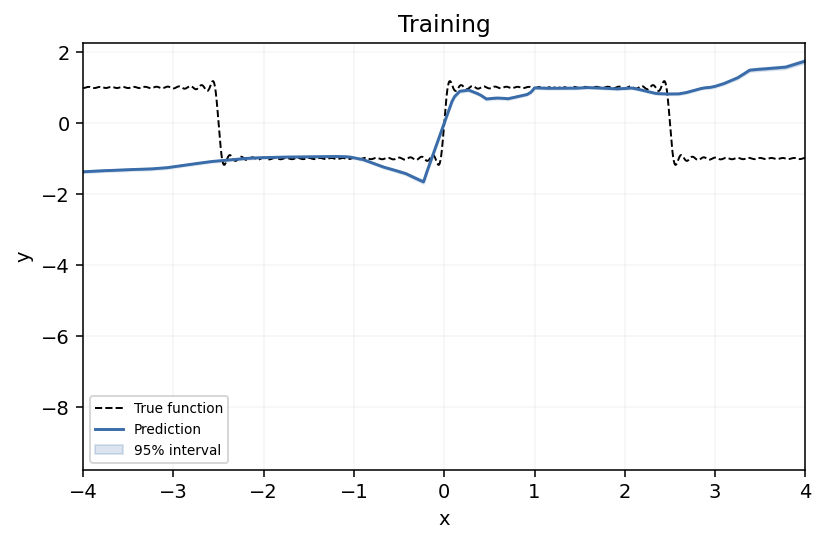 Training
2
0
−2
−4
−6
−8
y
True function
Prediction
95% interval
−4 −3 −2 −1 0 1 2 3 4
x